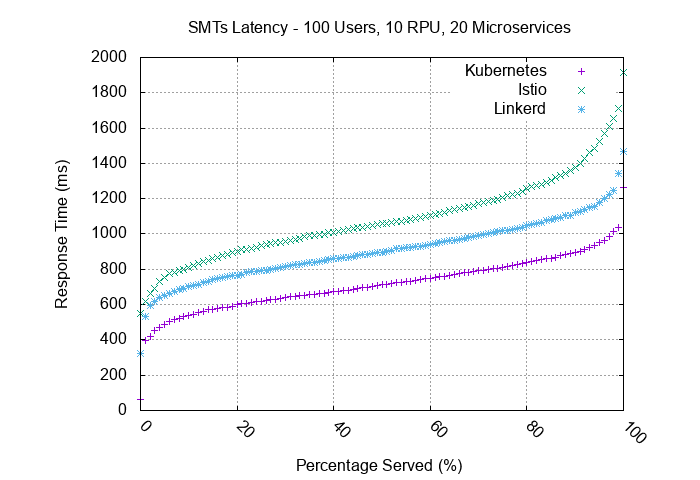 SMTs Latency - 100 Users, 10 RPU, 20 Microservices
2000
1800
1600
1400
1200
1000
800
600
400
200
0
Response Time (ms)
Kubernetes
Istio
Linkerd
0
20
40
60
80
100
Percentage Served (%)